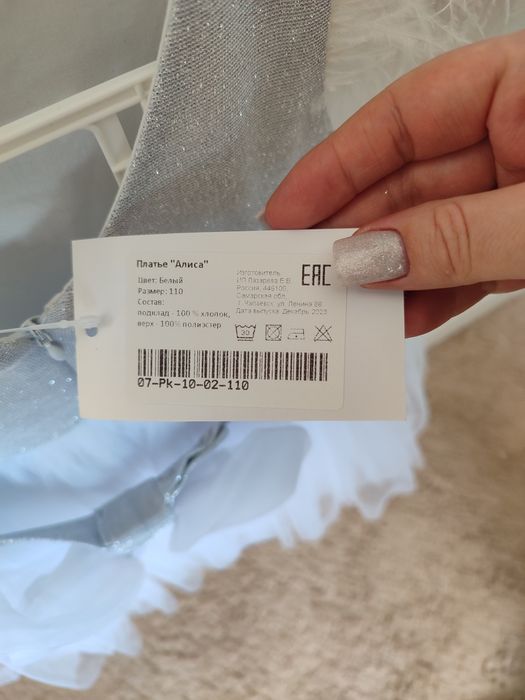 Платье "Алиса"
Цвет: Белый
Размер: 110
Состав:
подклад - 100 % хлопок,
верх - 100% полиэстер
Изготовитель:
ИП Лазарева Е.В.
Россия, 446100,
Самарская обл.,
г. Чапаевск, ул. Ленина 88
Дата выпуска: Декабрь 2023
EAC
30
07-Pk-10-02-110